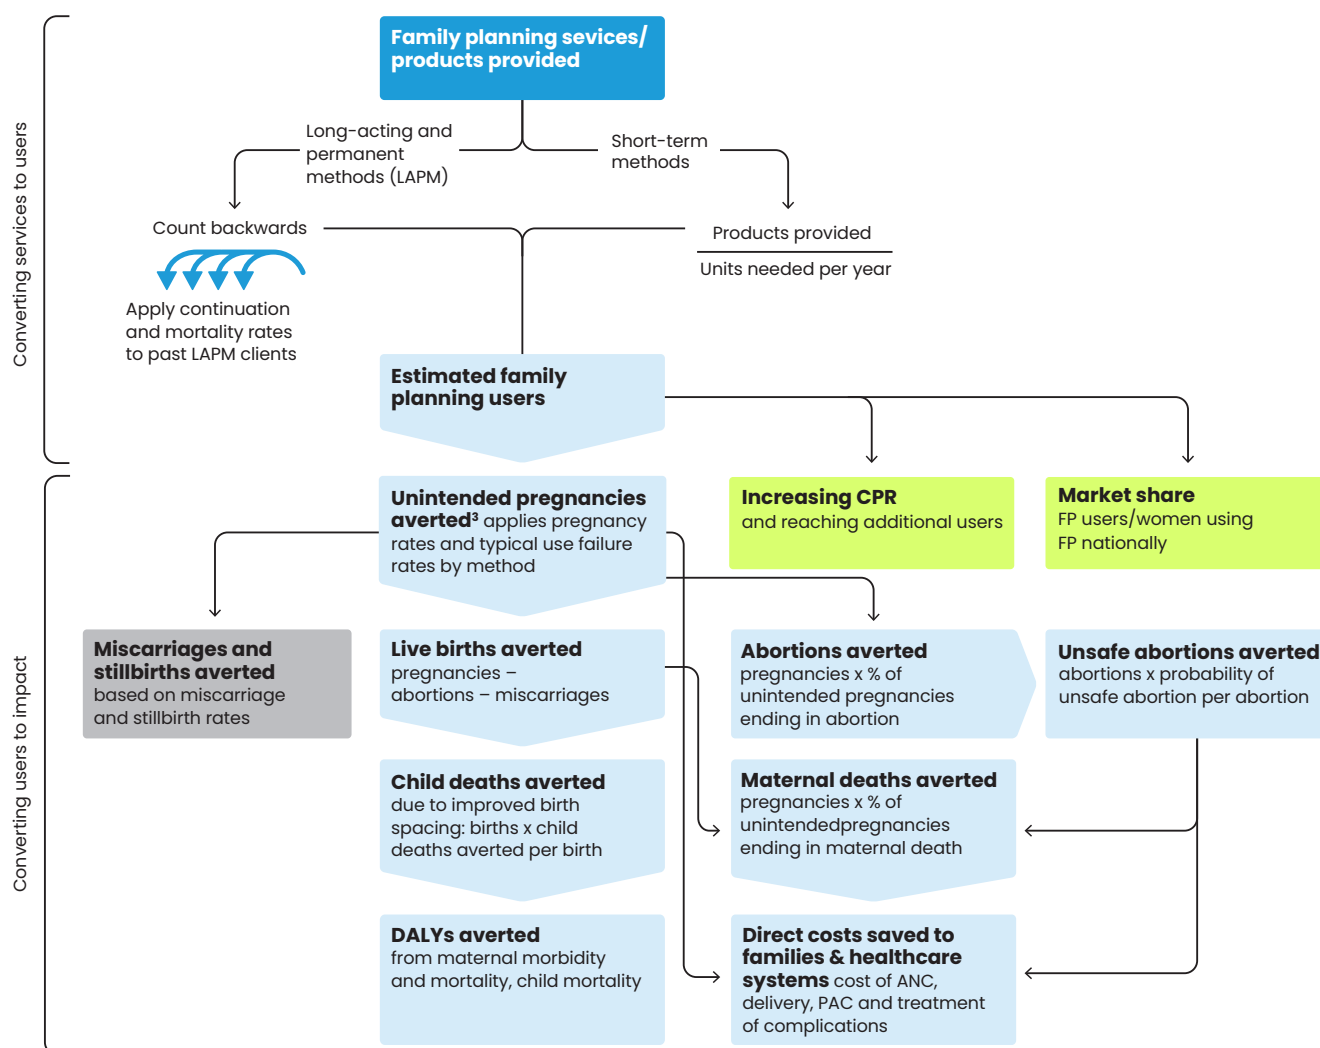 Converting services to users
Family planning sevices/
products provided
Long-acting and
permanent
methods (LAPM)
Short-term
methods
Count backwards
Apply continuation
and mortality rates
to past LAPM clients
Products provided
Units needed per year
Estimated family
planning users
Converting users to impact
Unintended pregnancies
averted³ applies pregnancy
rates and typical use failure
rates by method
Increasing CPR
and reaching additional users
Market share
FP users/women using
FP nationally
Miscarriages and
stillbirths averted
based on miscarriage
and stillbirth rates
Live births averted
pregnancies –
abortions – miscarriages
Abortions averted
pregnancies x % of
unintended pregnancies
ending in abortion
Unsafe abortions averted
abortions x probability of
unsafe abortion per abortion
Child deaths averted
due to improved birth
spacing: births x child
deaths averted per birth
Maternal deaths averted
pregnancies x % of
unintendedpregnancies
ending in maternal death
DALYs averted
from maternal morbidity
and mortality, child mortality
Direct costs saved to
families & healthcare
systems cost of ANC,
delivery, PAC and treatment
of complications